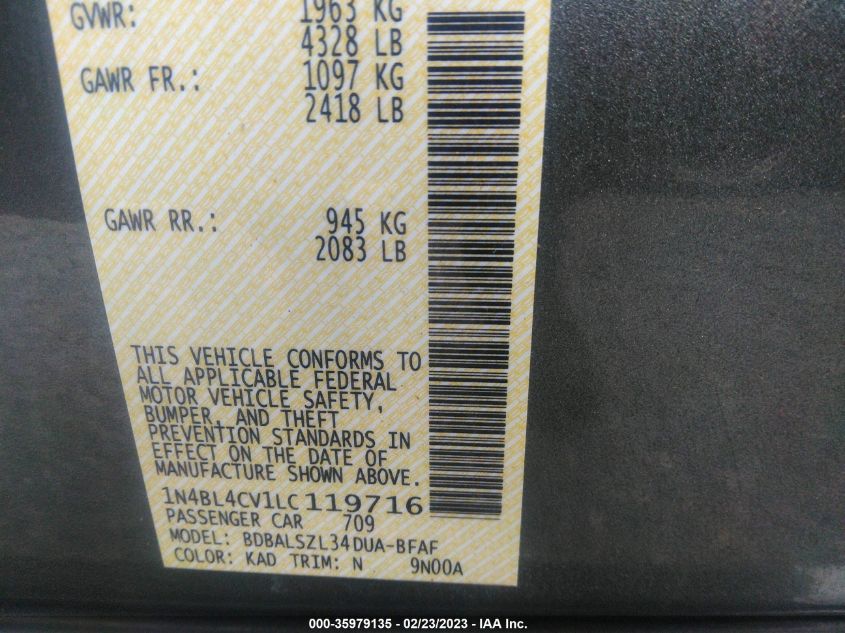 GVWR: 1963 KG
4328 LB
GAWR FR.: 1097 KG
2418 LB
GAWR RR.: 945 KG
2083 LB
THIS VEHICLE CONFORMS TO
ALL APPLICABLE FEDERAL
MOTOR VEHICLE SAFETY,
BUMPER, AND THEFT
PREVENTION STANDARDS IN
EFFECT ON THE DATE OF
MANUFACTURE SHOWN ABOVE.
1N4BL4CV1LC119716
PASSENGER CAR 709
MODEL: BDBALSZL34DUA-BFAF
COLOR: KAD TRIM: N 9N00A
000-35979135 - 02/23/2023 - IAA Inc.